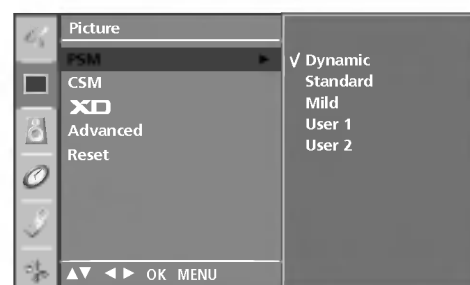 Picture
PSM
CSM
XD
Advanced
Reset
▲▼ ◄ ► OK MENU
√ Dynamic
Standard
Mild
User 1
User 2